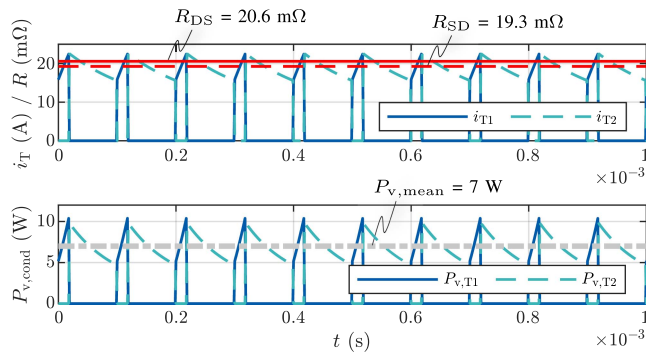 R_DS = 20.6 mΩ
R_SD = 19.3 mΩ
i_T (A) / R (mΩ)
20
10
0
i_T1
i_T2
0 0.2 0.4 0.6 0.8 1
×10⁻³
P_v,mean = 7 W
P_v,cond (W)
10
5
0
P_v,T1
P_v,T2
0 0.2 0.4 0.6 0.8 1
t (s)
×10⁻³